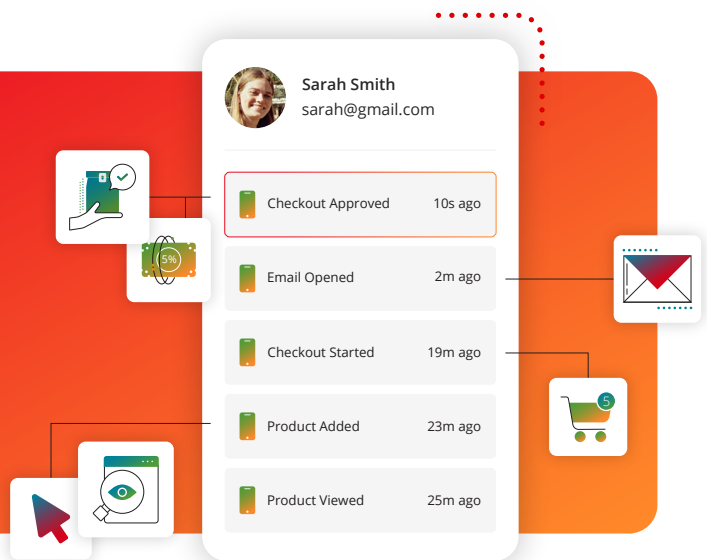 Sarah Smith
sarah@gmail.com
Checkout Approved 10s ago
5%
Email Opened 2m ago
Checkout Started 19m ago
5
Product Added 23m ago
Product Viewed 25m ago